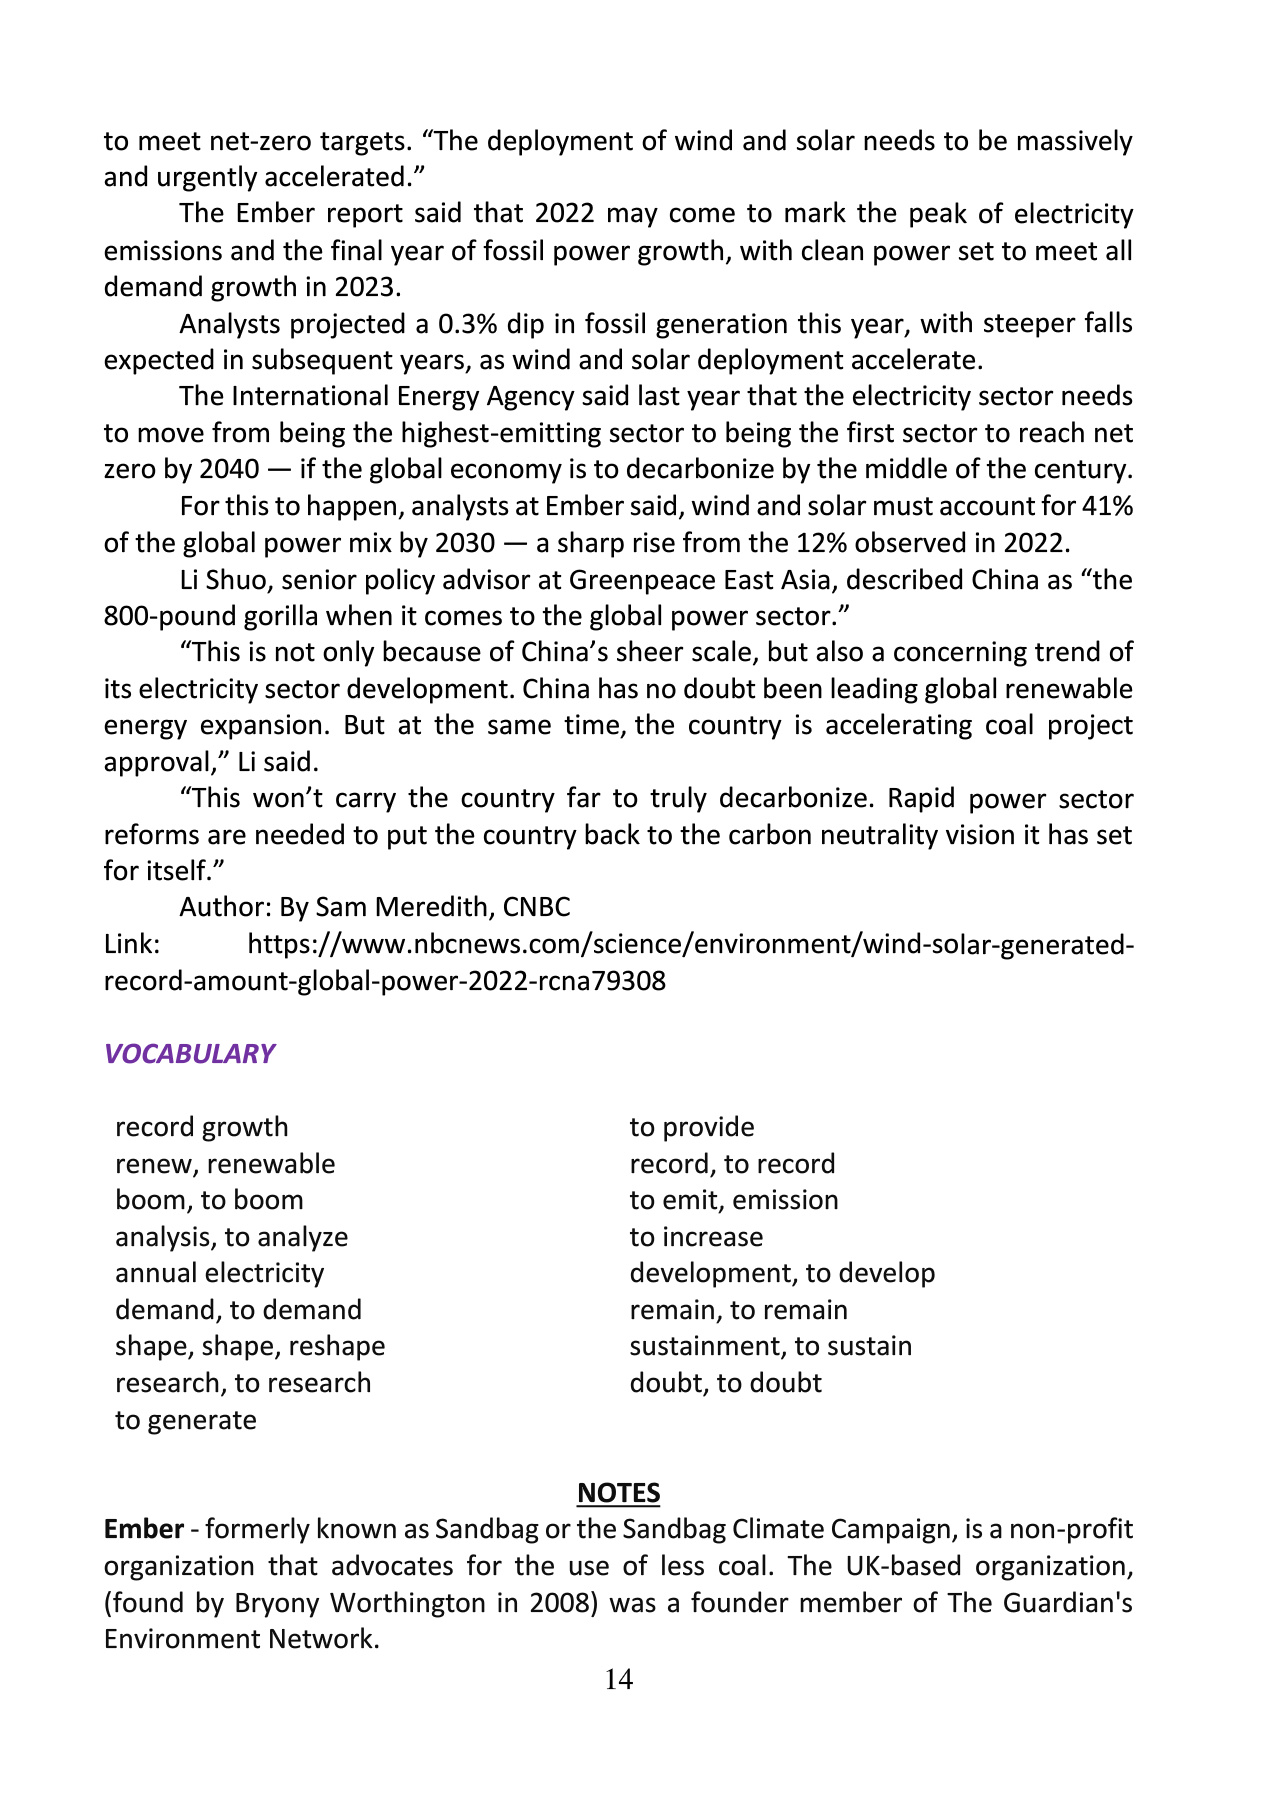 to meet net-zero targets. “The deployment of wind and solar needs to be massively
and urgently accelerated.”
The Ember report said that 2022 may come to mark the peak of electricity
emissions and the final year of fossil power growth, with clean power set to meet all
demand growth in 2023.
Analysts projected a 0.3% dip in fossil generation this year, with steeper falls
expected in subsequent years, as wind and solar deployment accelerate.
The International Energy Agency said last year that the electricity sector needs
to move from being the highest-emitting sector to being the first sector to reach net
zero by 2040 — if the global economy is to decarbonize by the middle of the century.
For this to happen, analysts at Ember said, wind and solar must account for 41%
of the global power mix by 2030 — a sharp rise from the 12% observed in 2022.
Li Shuo, senior policy advisor at Greenpeace East Asia, described China as “the
800-pound gorilla when it comes to the global power sector.”
“This is not only because of China’s sheer scale, but also a concerning trend of
its electricity sector development. China has no doubt been leading global renewable
energy expansion. But at the same time, the country is accelerating coal project
approval,” Li said.
“This won’t carry the country far to truly decarbonize. Rapid power sector
reforms are needed to put the country back to the carbon neutrality vision it has set
for itself.”
Author: By Sam Meredith, CNBC
Link: https://www.nbcnews.com/science/environment/wind-solar-generated-
record-amount-global-power-2022-rcna79308
VOCABULARY
record growth
renew, renewable
boom, to boom
analysis, to analyze
annual electricity
demand, to demand
shape, shape, reshape
research, to research
to generate
to provide
record, to record
to emit, emission
to increase
development, to develop
remain, to remain
sustainment, to sustain
doubt, to doubt
NOTES
Ember - formerly known as Sandbag or the Sandbag Climate Campaign, is a non-profit
organization that advocates for the use of less coal. The UK-based organization,
(found by Bryony Worthington in 2008) was a founder member of The Guardian's
Environment Network.
14